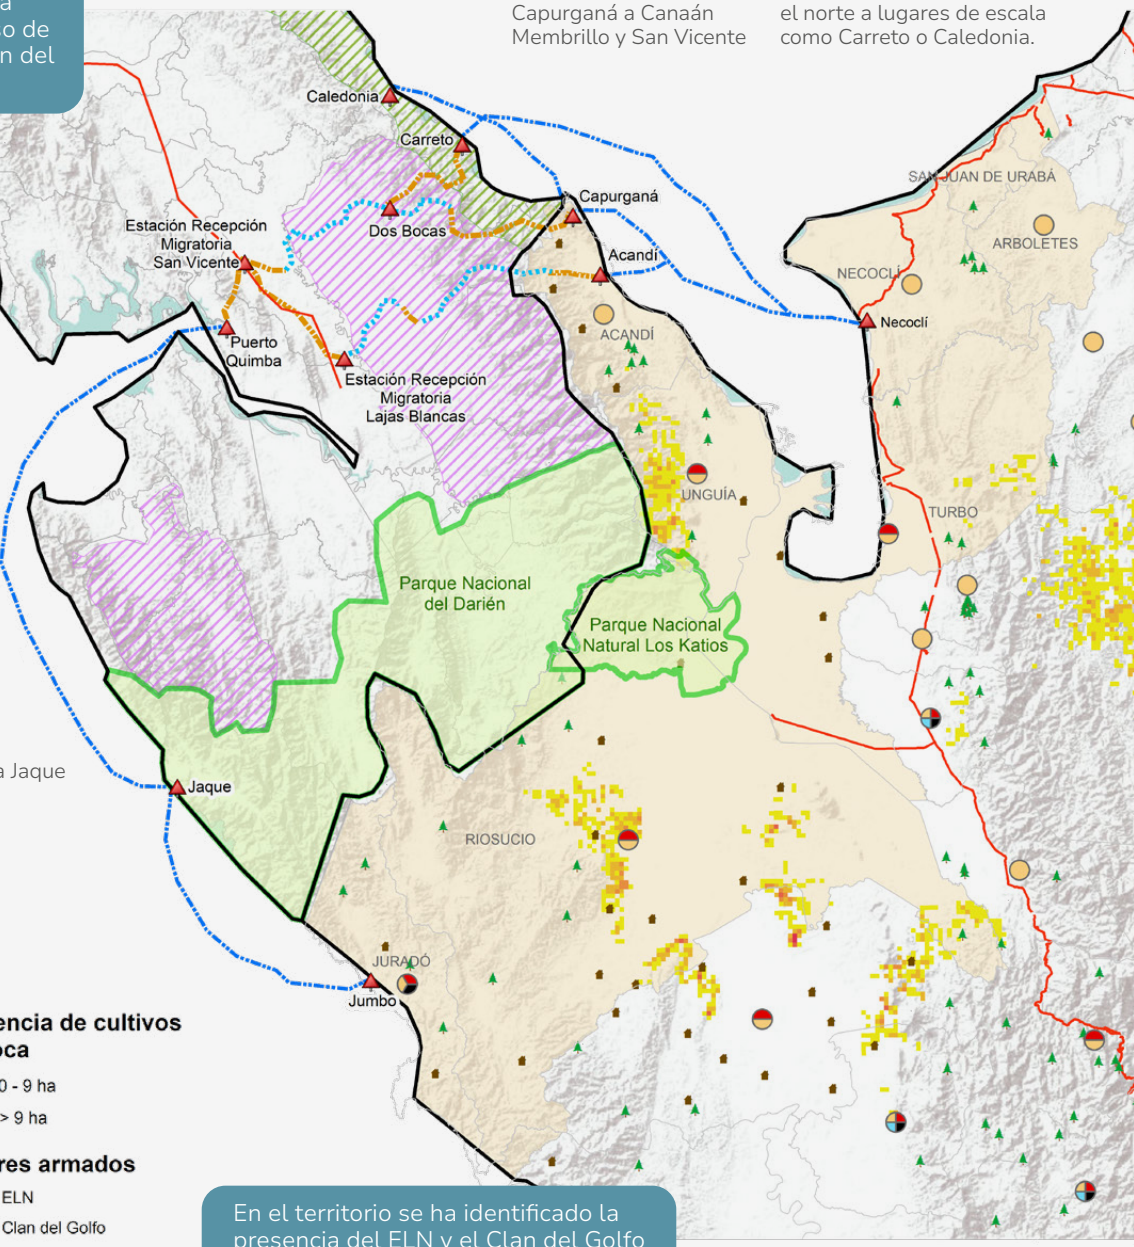 a
so de
n del
Capurganá a Canaán
Membrillo y San Vicente
el norte a lugares de escala
como Carreto o Caledonia.
Caledonia
Carreto
Capurganá
SAN JUAN DE URABÁ
Dos Bocas
Estación Recepción
Migratoria
San Vicente
Acandí
ARBOLETES
NECOCLÍ
Necoclí
ACANDÍ
Puerto
Quimba
Estación Recepción
Migratoria
Lajas Blancas
UNGUÍA
TURBO
Parque Nacional
del Darién
Parque Nacional
Natural Los Katios
a Jaque
Jaque
RIOSUCIO
JURADÓ
Jumbo
encia de cultivos
oca
0 - 9 ha
> 9 ha
res armados
ELN
Clan del Golfo
En el territorio se ha identificado la
presencia del ELN y el Clan del Golfo